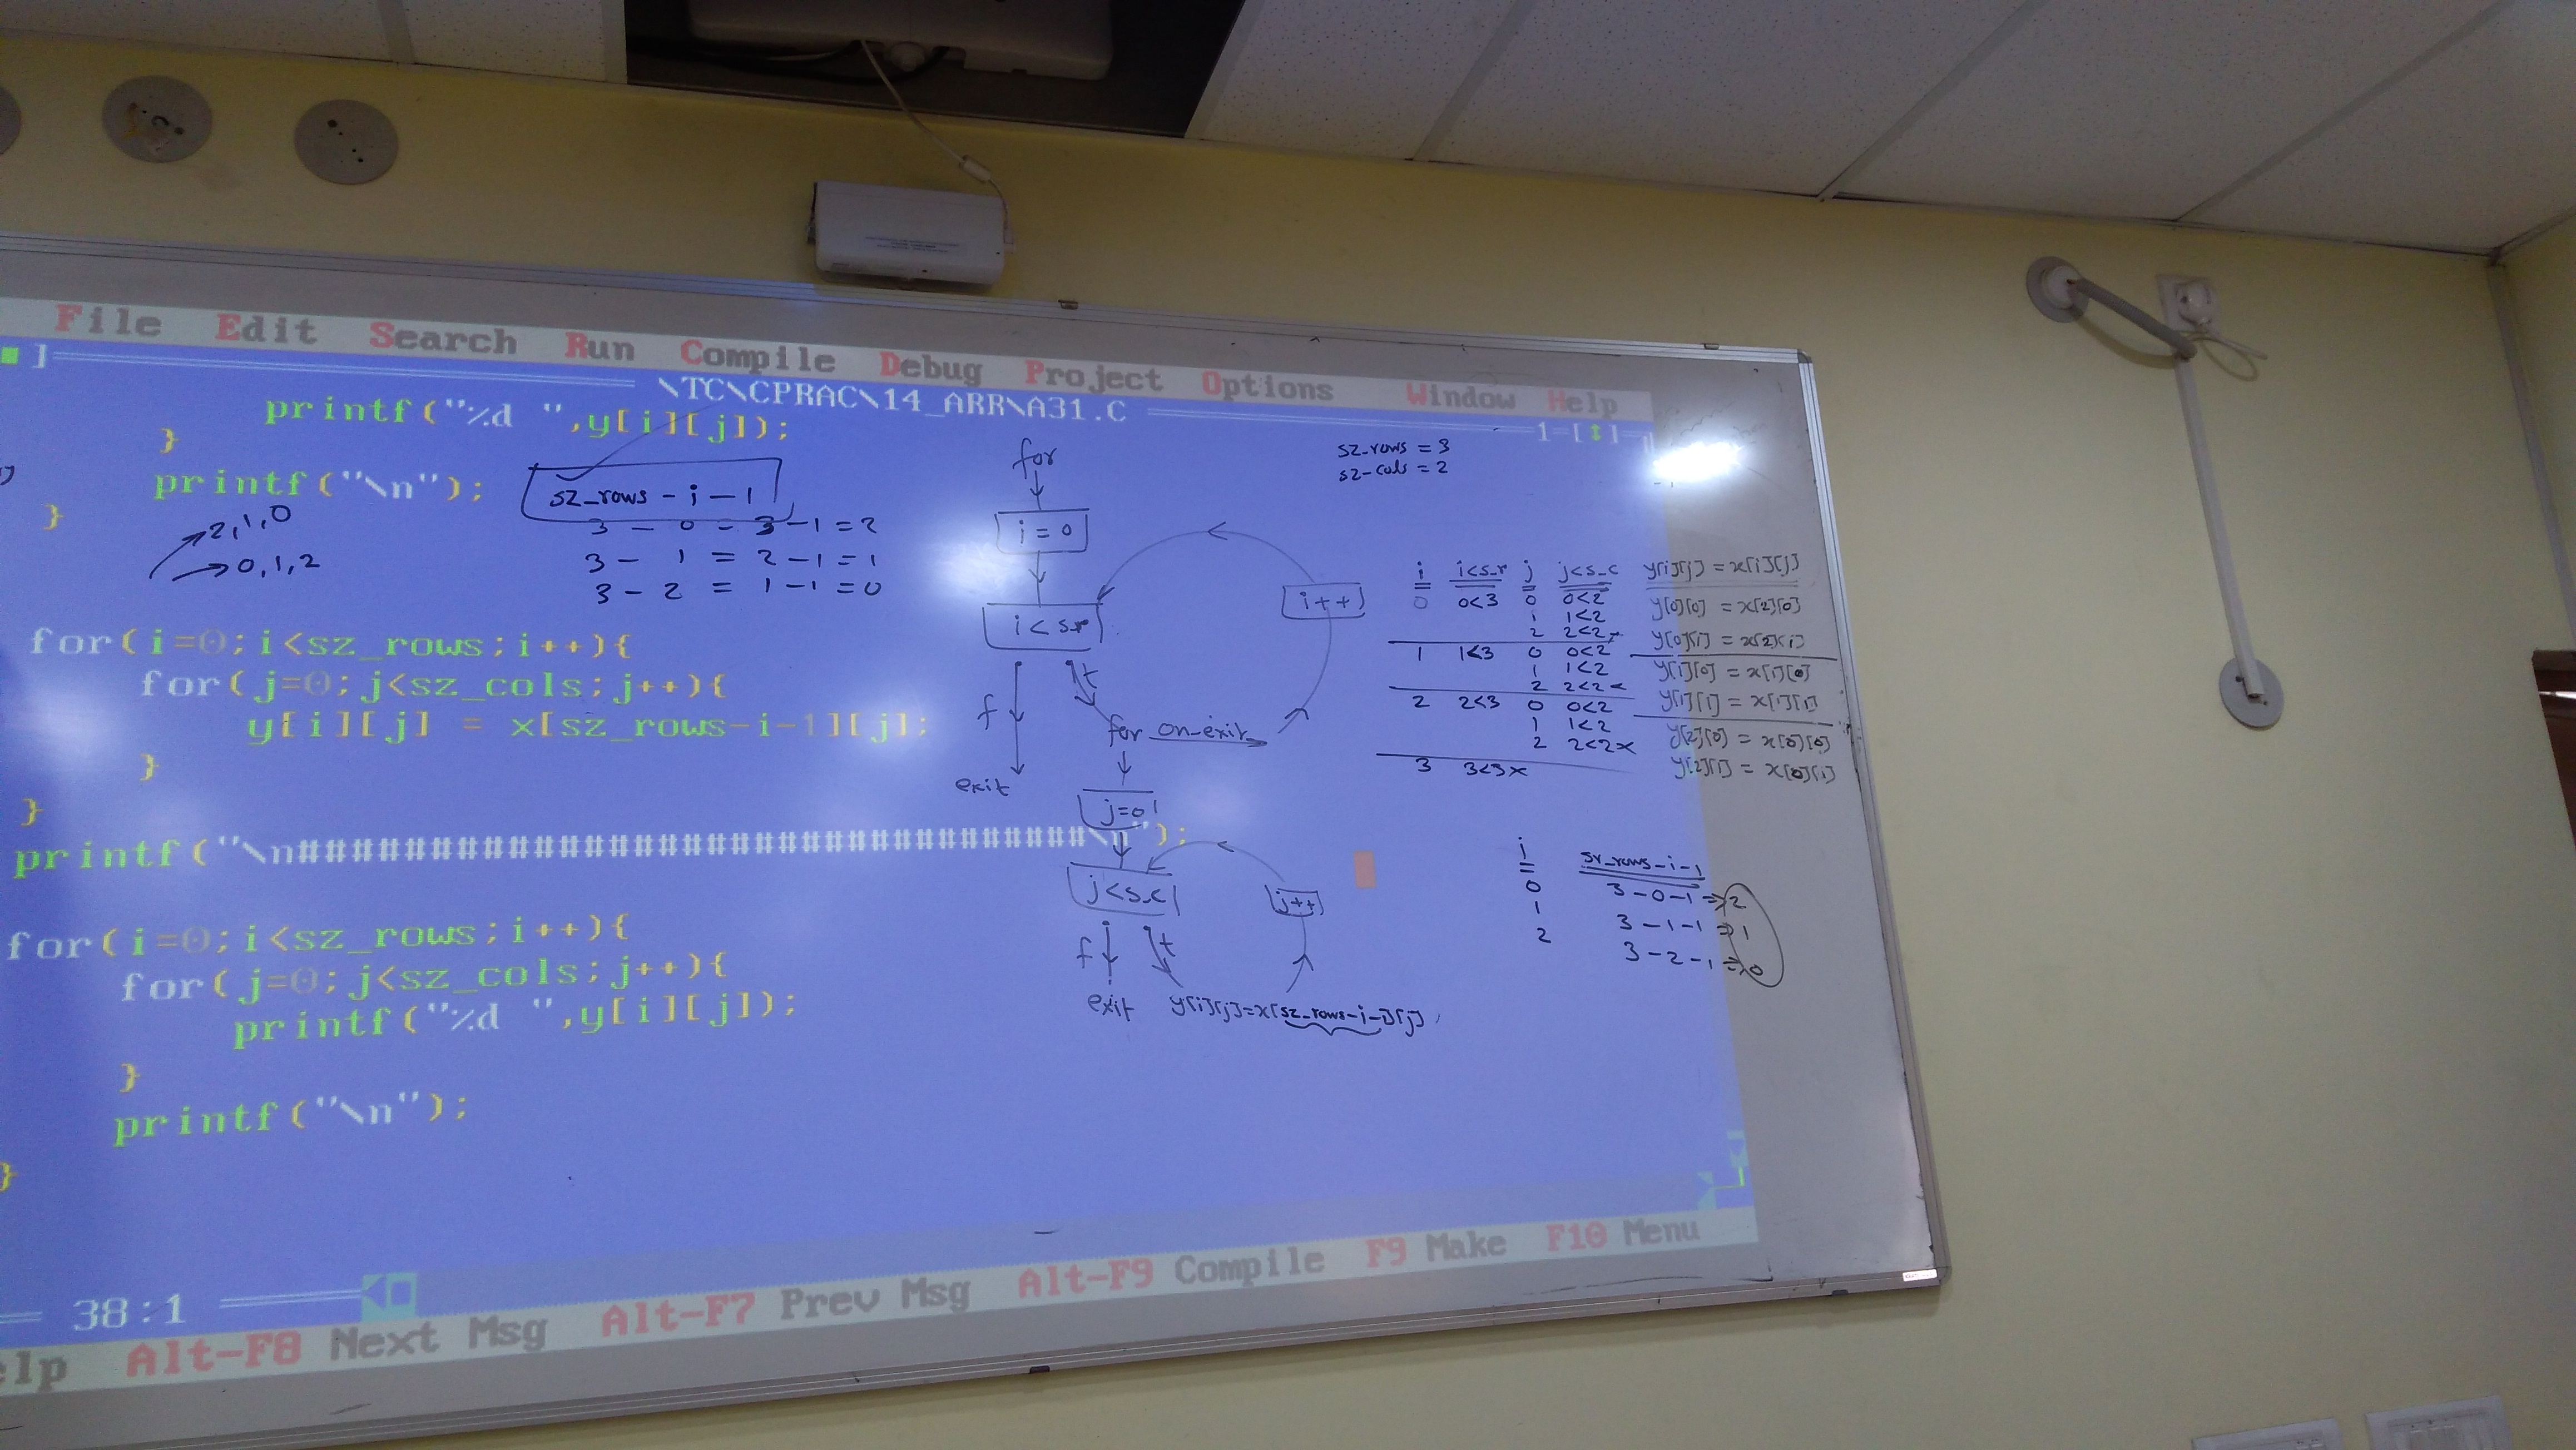 File Edit Search Run Compile Debug Project Options Window Help
\TC\CPRAC\14_ARR\A31.C
1=[↕]
printf("%d ",y[i][j]);
}
printf("\n");
}
for(i=0;i<sz_rows;i++){
for(j=0;j<sz_cols;j++){
y[i][j] = x[sz_rows-i-1][j];
}
}
printf("\n##############################\n");
for(i=0;i<sz_rows;i++){
for(j=0;j<sz_cols;j++){
printf("%d ",y[i][j]);
}
printf("\n");
}
38:1
elp Alt-F8 Next Msg Alt-F7 Prev Msg Alt-F9 Compile F9 Make F10 Menu
sz_rows - i - 1
3 - 0 = 3 - 1 = 2
3 - 1 = 2 - 1 = 1
3 - 2 = 1 - 1 = 0
2, 1, 0
0, 1, 2
for
i = 0
i < s_r
i++
f
t
exit
for on-exit
j=0
j<s_c
j++
f
t
exit
y[i][j]=x[sz_rows-i-1][j]
sz_rows = 3
sz-cols = 2
i i<s_r j j<s_c y[i][j] = x[i][j]
0 0<3 0 0<2 y[0][0] = x[2][0]
1 1<2 y[0][1] = x[2][1]
2 2<2 x
1 1<3 0 0<2 y[1][0] = x[1][0]
1 1<2 y[1][1] = x[1][1]
2 2<2 x
2 2<3 0 0<2 y[2][0] = x[0][0]
1 1<2 y[2][1] = x[0][1]
2 2<2 x
3 3<3 x
i sr_rows-i-1
0 3-0-1 ⇒ 2
1 3-1-1 ⇒ 1
2 3-2-1 ⇒ 0